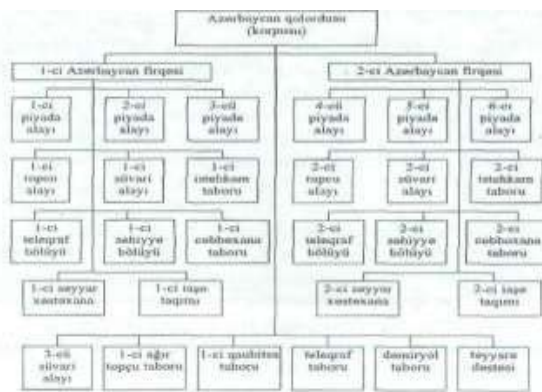 Azərbaycan qolordusu
(korpusu)
1-ci Azərbaycan firqəsi
2-ci Azərbaycan firqəsi
1-ci
piyada
alayı
2-ci
piyada
alayı
3-cü
piyada
alayı
4-cü
piyada
alayı
5-ci
piyada
alayı
6-cı
piyada
alayı
1-ci
topçu
alayı
1-ci
süvari
alayı
1-ci
istehkam
taboru
2-ci
topçu
alayı
2-ci
süvari
alayı
2-ci
istehkam
taboru
1-ci
teleqraf
bölüyü
1-ci
səhiyyə
bölüyü
1-ci
cəbbəxana
taboru
2-ci
teleqraf
bölüyü
2-ci
səhiyyə
bölüyü
2-ci
cəbbəxana
taboru
1-ci səyyar
xəstəxana
1-ci iaşə
taqımı
2-ci səyyar
xəstəxana
2-ci iaşə
taqımı
3-cü
süvari
alayı
1-ci ağır
topçu taboru
1-ci qaubitsa
taboru
teleqraf
taboru
dəmiryol
taboru
təyyarə
dəstəsi